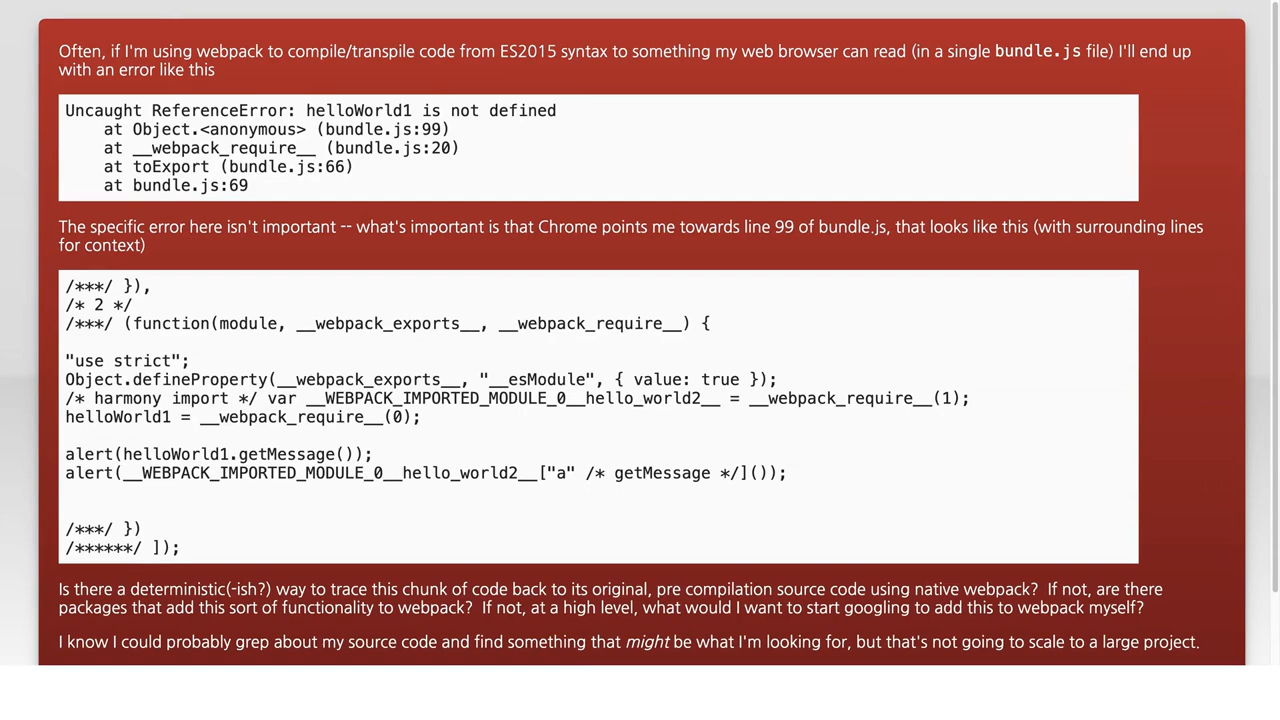 Often, if I'm using webpack to compile/transpile code from ES2015 syntax to something my web browser can read (in a single bundle.js file) I'll end up
with an error like this
Uncaught ReferenceError: helloWorld1 is not defined
    at Object.<anonymous> (bundle.js:99)
    at __webpack_require__ (bundle.js:20)
    at toExport (bundle.js:66)
    at bundle.js:69
The specific error here isn't important -- what's important is that Chrome points me towards line 99 of bundle.js, that looks like this (with surrounding lines
for context)
/***/ }),
/* 2 */
/***/ (function(module, __webpack_exports__, __webpack_require__) {
"use strict";
Object.defineProperty(__webpack_exports__, "__esModule", { value: true });
/* harmony import */ var __WEBPACK_IMPORTED_MODULE_0__hello_world2__ = __webpack_require__(1);
helloWorld1 = __webpack_require__(0);
alert(helloWorld1.getMessage());
alert(__WEBPACK_IMPORTED_MODULE_0__hello_world2__["a" /* getMessage */]());
/***/ })
/******/ ]);
Is there a deterministic(-ish?) way to trace this chunk of code back to its original, pre compilation source code using native webpack?  If not, are there
packages that add this sort of functionality to webpack?  If not, at a high level, what would I want to start googling to add this to webpack myself?
I know I could probably grep about my source code and find something that might be what I'm looking for, but that's not going to scale to a large project.